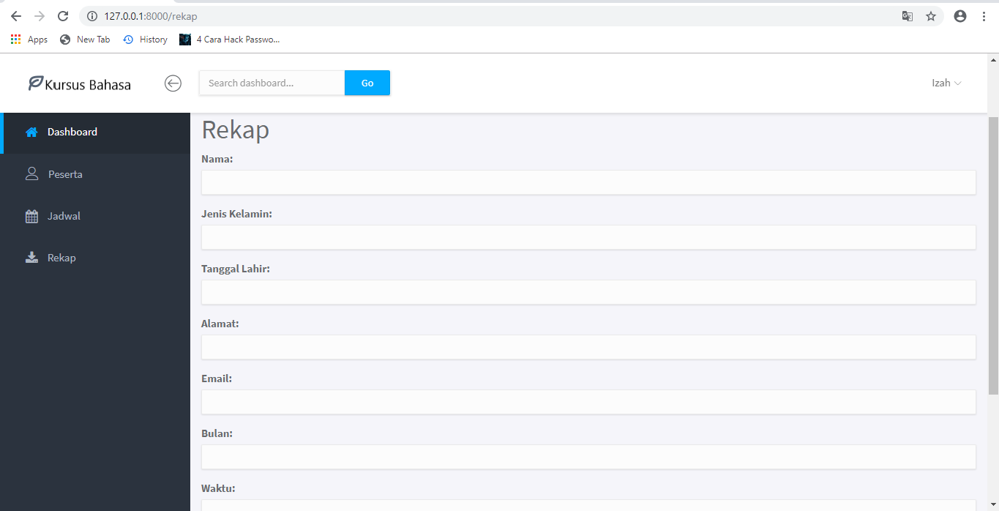 127.0.0.1:8000/rekap
Apps New Tab History 4 Cara Hack Passwo...
Kursus Bahasa Search dashboard... Go Izah
Dashboard
Peserta
Jadwal
Rekap
Rekap
Nama:
Jenis Kelamin:
Tanggal Lahir:
Alamat:
Email:
Bulan:
Waktu: